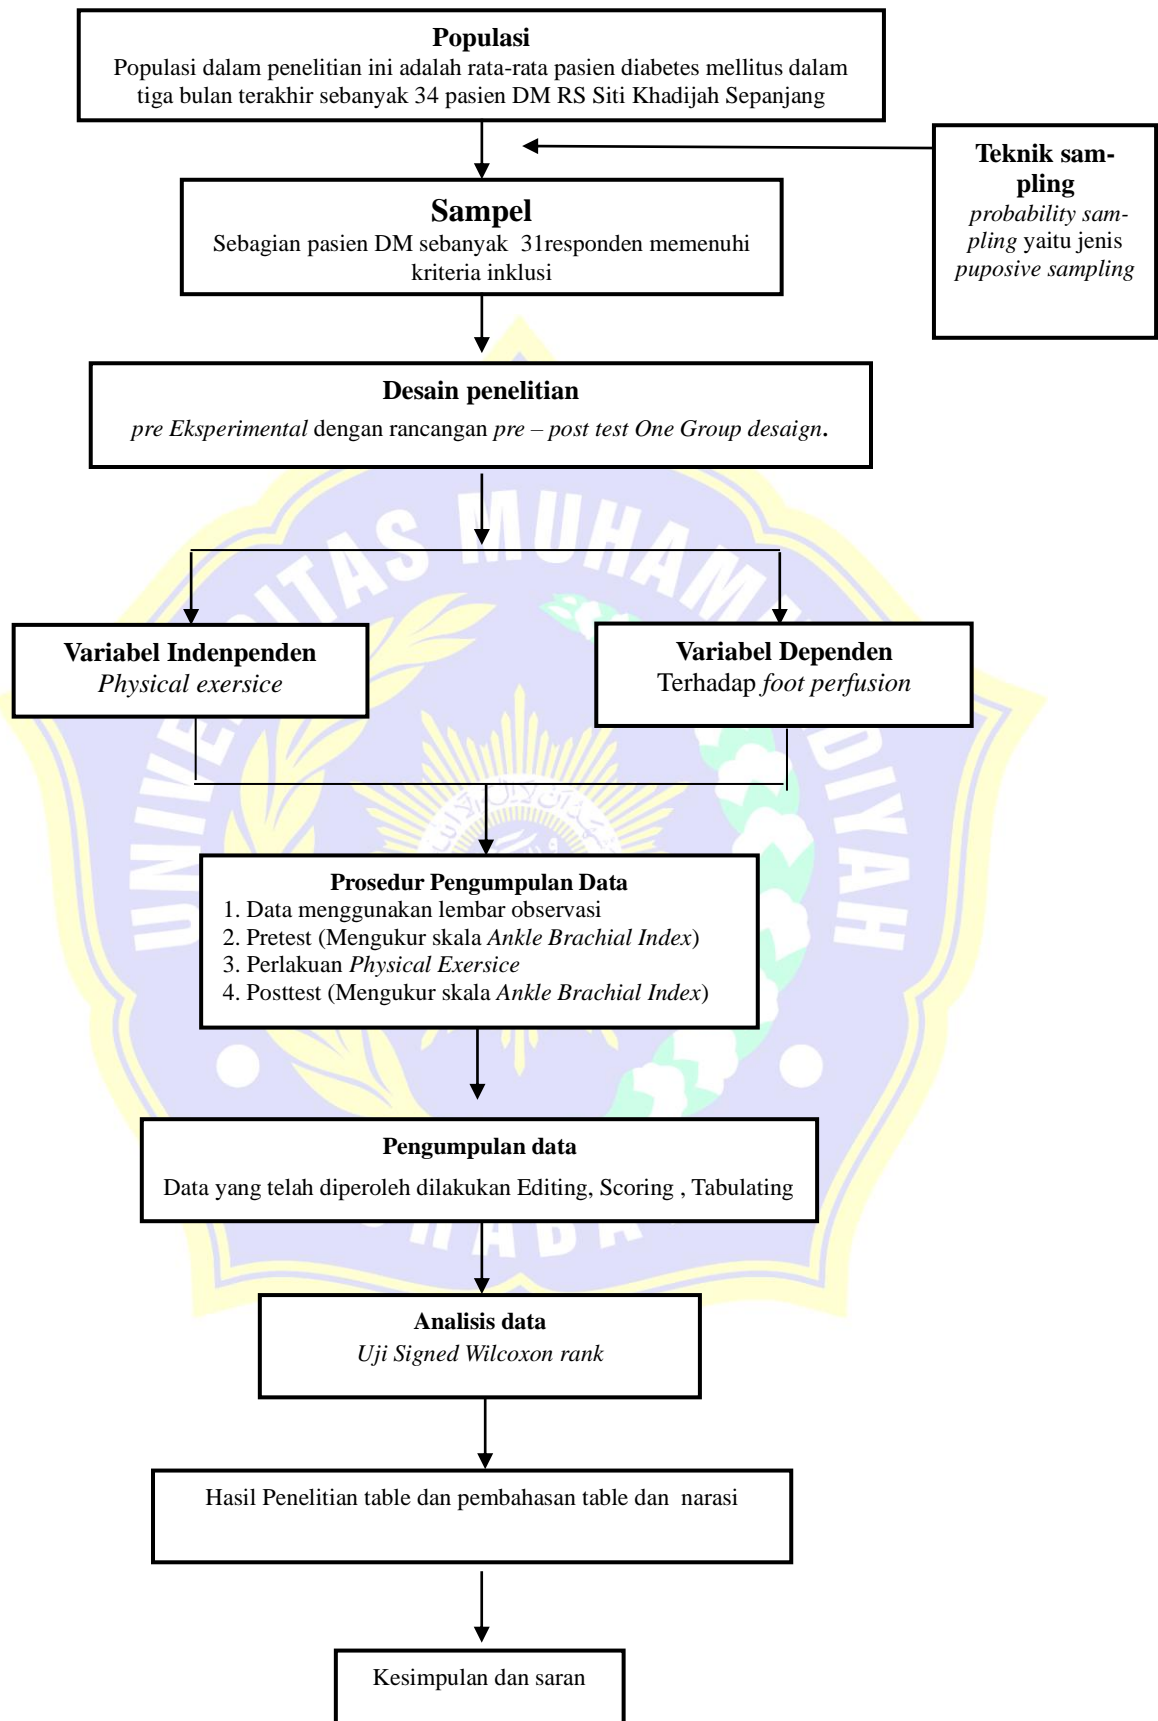 Populasi
Populasi dalam penelitian ini adalah rata-rata pasien diabetes mellitus dalam
tiga bulan terakhir sebanyak 34 pasien DM RS Siti Khadijah Sepanjang
Teknik sam-
pling
probability sam-
pling yaitu jenis
puposive sampling
Sampel
Sebagian pasien DM sebanyak 31responden memenuhi
kriteria inklusi
Desain penelitian
pre Eksperimental dengan rancangan pre – post test One Group desaign.
Variabel Indenpenden
Physical exersice
Variabel Dependen
Terhadap foot perfusion
Prosedur Pengumpulan Data
1. Data menggunakan lembar observasi
2. Pretest (Mengukur skala Ankle Brachial Index)
3. Perlakuan Physical Exersice
4. Posttest (Mengukur skala Ankle Brachial Index)
Pengumpulan data
Data yang telah diperoleh dilakukan Editing, Scoring , Tabulating
Analisis data
Uji Signed Wilcoxon rank
Hasil Penelitian table dan pembahasan table dan narasi
Kesimpulan dan saran